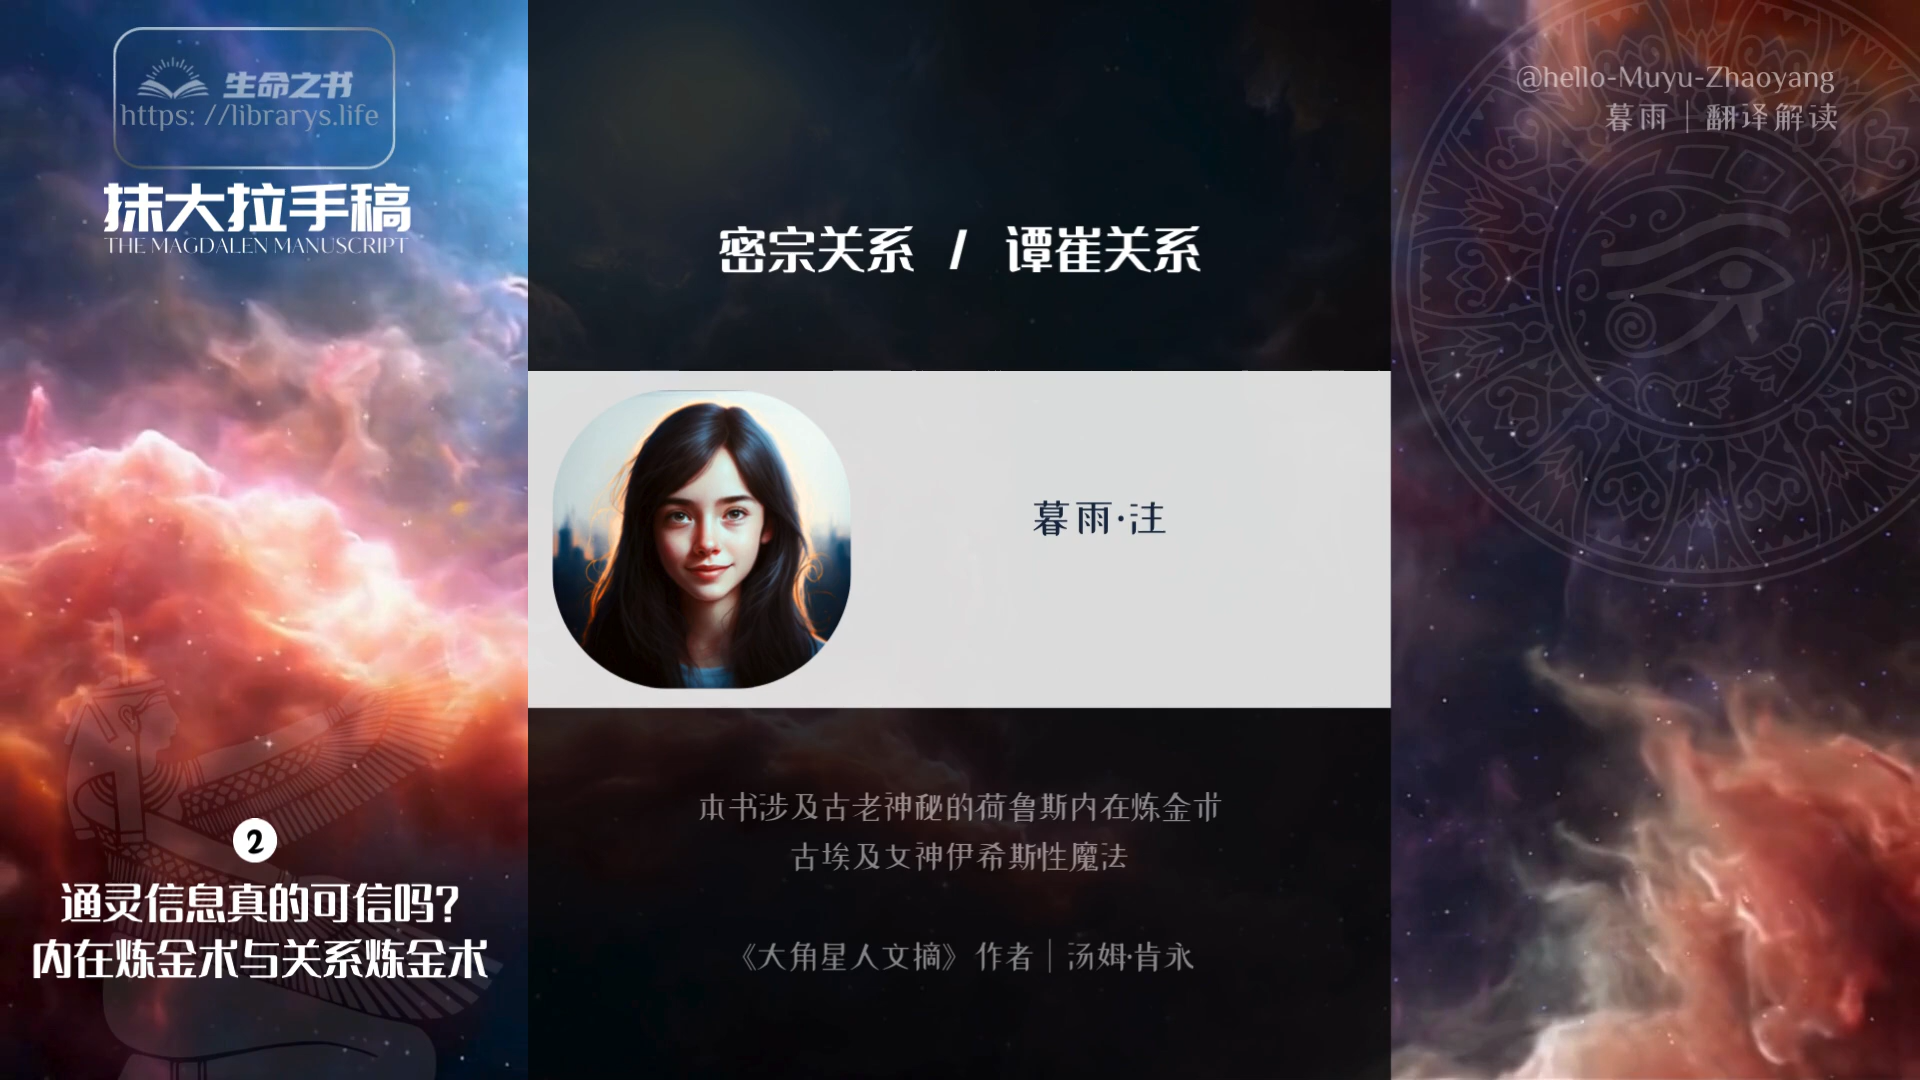 生命之书
https: //librarys.life
抹大拉手稿
THE MAGDALEN MANUSCRIPT
2
通灵信息真的可信吗?
内在炼金术与关系炼金术
密宗关系 / 谭崔关系
暮雨·注
本书涉及古老神秘的荷鲁斯内在炼金术
古埃及女神伊希斯性魔法
《大角星人文摘》作者｜汤姆·肯永
@hello-Muyu-Zhaoyang
暮雨｜翻译解读